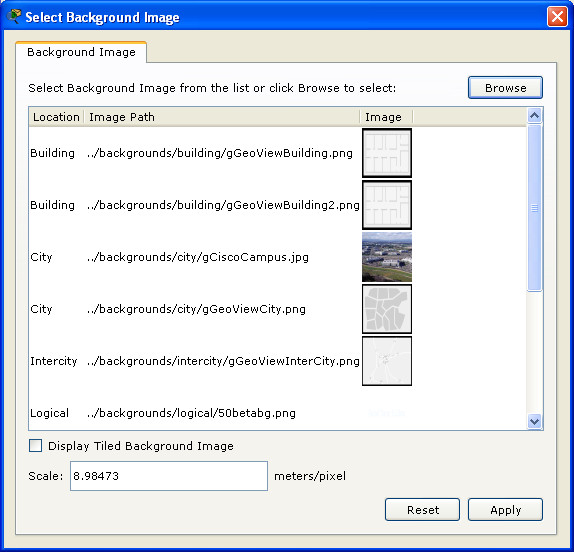 Select Background Image
Background Image
Select Background Image from the list or click Browse to select:
Browse
Location Image Path Image
Building ../backgrounds/building/gGeoViewBuilding.png
Building ../backgrounds/building/gGeoViewBuilding2.png
City ../backgrounds/city/gCiscoCampus.jpg
City ../backgrounds/city/gGeoViewCity.png
Intercity ../backgrounds/intercity/gGeoViewInterCity.png
Logical ../backgrounds/logical/50betabg.png
Display Tiled Background Image
Scale: 8.98473 meters/pixel
Reset Apply